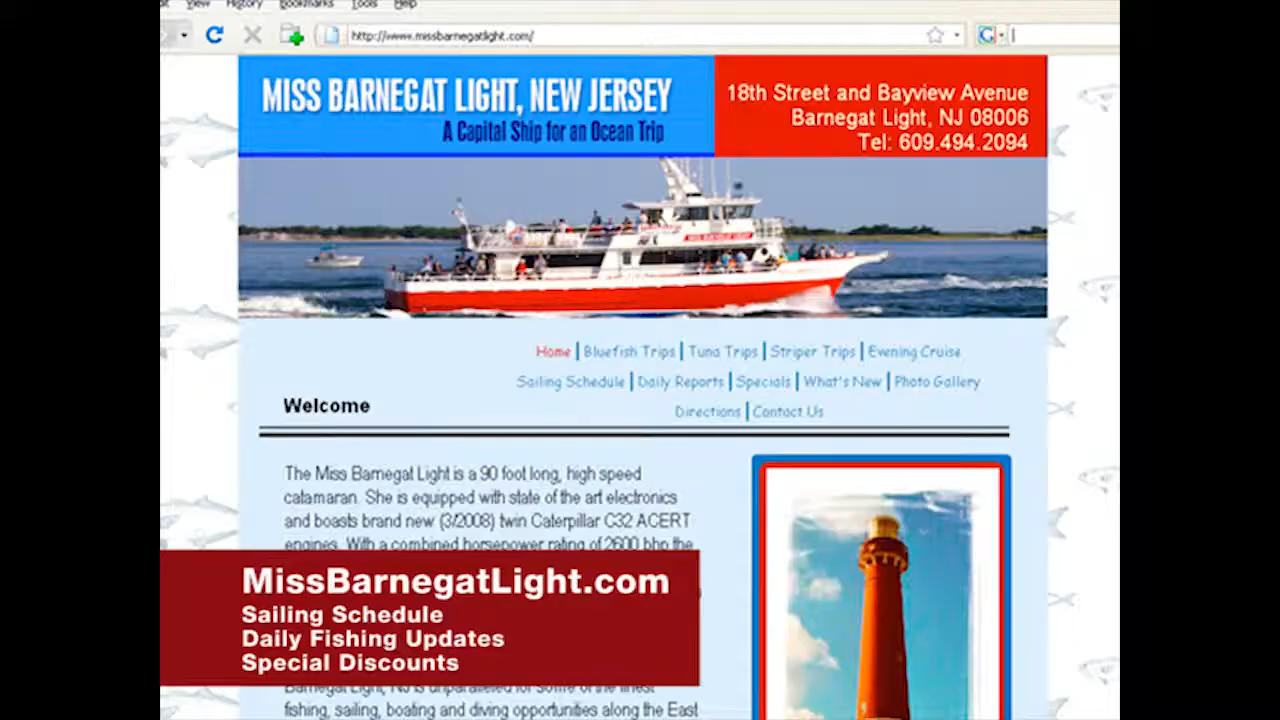 View History Bookmarks Tools Help
http://www.missbarnegatlight.com/
MISS BARNEGAT LIGHT, NEW JERSEY
A Capital Ship for an Ocean Trip
18th Street and Bayview Avenue
Barnegat Light, NJ 08006
Tel: 609.494.2094
Home | Bluefish Trips | Tuna Trips | Striper Trips | Evening Cruise
Sailing Schedule | Daily Reports | Specials | What's New | Photo Gallery
Directions | Contact Us
Welcome
The Miss Barnegat Light is a 90 foot long, high speed
catamaran. She is equipped with state of the art electronics
and boasts brand new (3/2008) twin Caterpillar C32 ACERT
engines. With a combined horsepower rating of 2600 bhp the
MissBarnegatLight.com
Sailing Schedule
Daily Fishing Updates
Special Discounts
Barnegat Light, NJ is unparalleled for some of the finest
fishing, sailing, boating and diving opportunities along the East